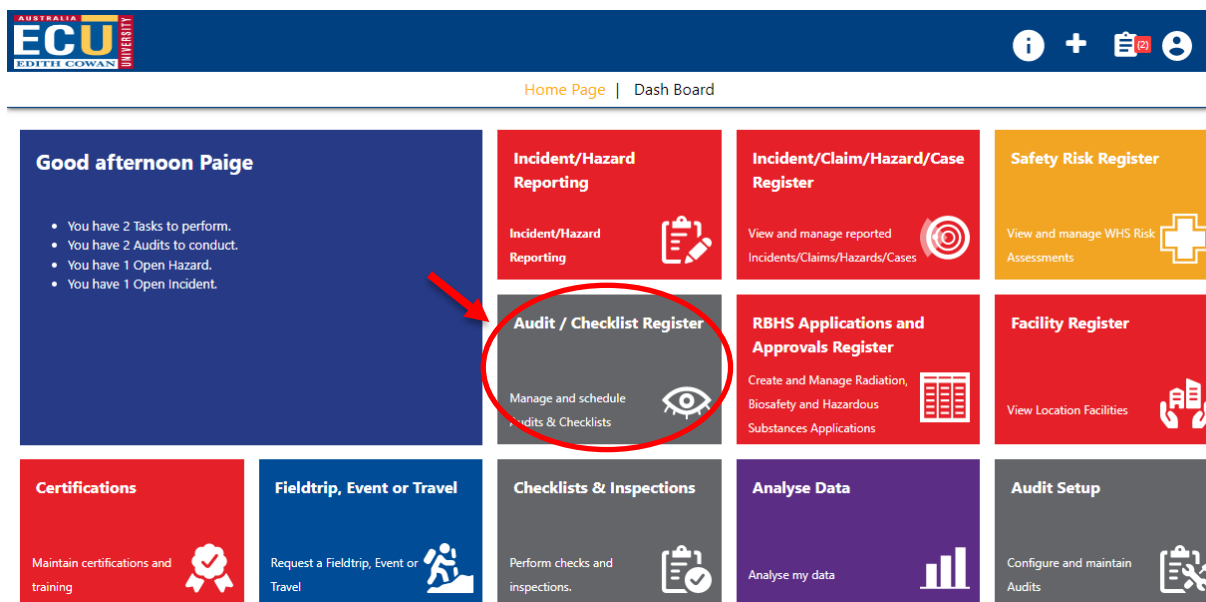 AUSTRALIA
ECU
EDITH COWAN
UNIVERSITY
i
(2)
Home Page | Dash Board
Good afternoon Paige
• You have 2 Tasks to perform.
• You have 2 Audits to conduct.
• You have 1 Open Hazard.
• You have 1 Open Incident.
Incident/Hazard
Reporting
Incident/Hazard
Reporting
Incident/Claim/Hazard/Case
Register
View and manage reported
Incidents/Claims/Hazards/Cases
Safety Risk Register
View and manage WHS Risk
Assessments
Audit / Checklist Register
Manage and schedule
Audits & Checklists
RBHS Applications and
Approvals Register
Create and Manage Radiation,
Biosafety and Hazardous
Substances Applications
Facility Register
View Location Facilities
Certifications
Maintain certifications and
training
Fieldtrip, Event or Travel
Request a Fieldtrip, Event or
Travel
Checklists & Inspections
Perform checks and
inspections.
Analyse Data
Analyse my data
Audit Setup
Configure and maintain
Audits